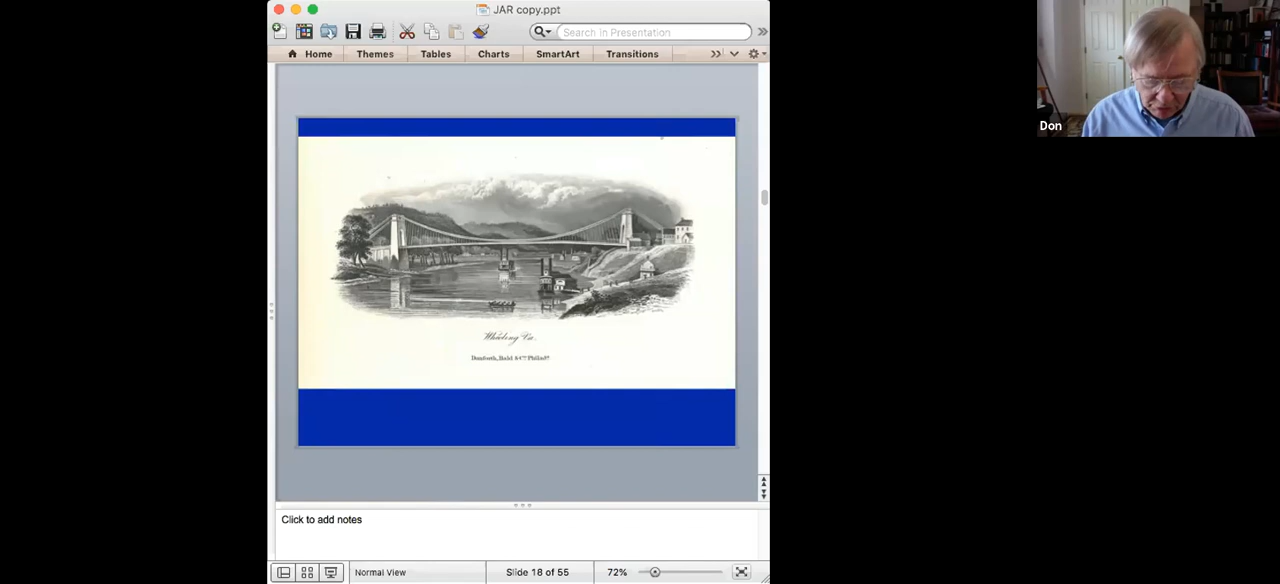 JAR copy.ppt
Search In Presentation
Home Themes Tables Charts SmartArt Transitions
Don
Wheeling Va.
Danforth, Bald & Co. Philada
Click to add notes
Normal View Slide 18 of 55 72%